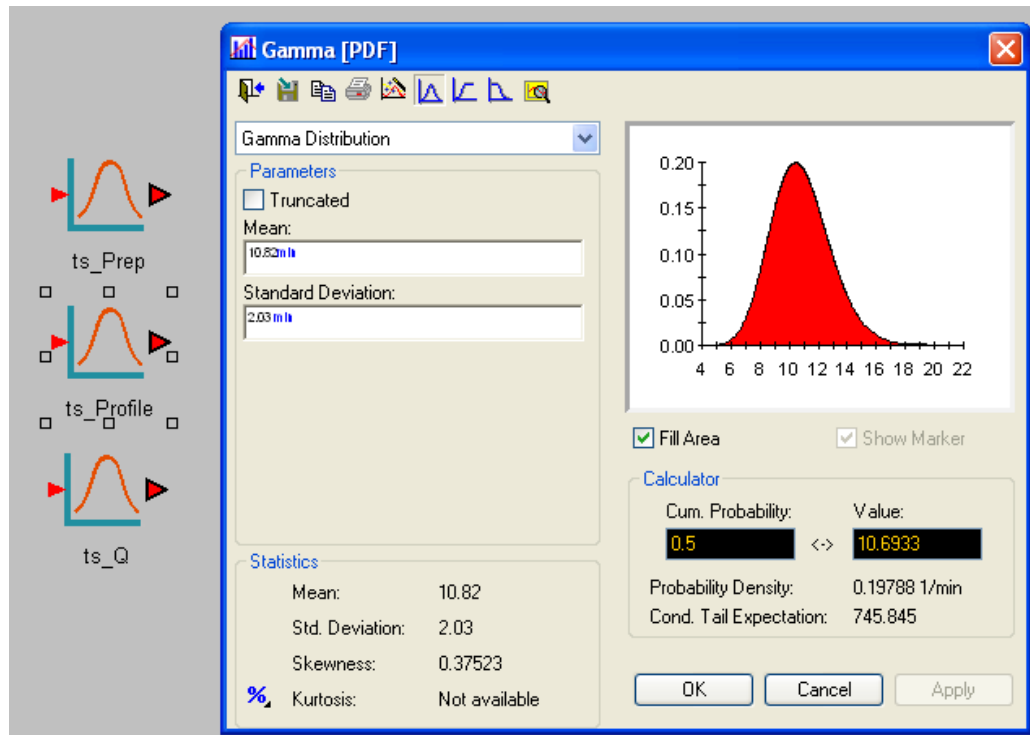 Gamma [PDF]
Gamma Distribution
Parameters
Truncated
Mean:
10.82min
Standard Deviation:
2.03 min
Statistics
Mean: 10.82
Std. Deviation: 2.03
Skewness: 0.37523
%
Kurtosis: Not available
0.20
0.15
0.10
0.05
0.00
4 6 8 10 12 14 16 18 20 22
Fill Area
Show Marker
Calculator
Cum. Probability: Value:
0.5 <-> 10.6933
Probability Density: 0.19788 1/min
Cond. Tail Expectation: 745.845
OK Cancel Apply
ts_Prep
ts_Profile
ts_Q